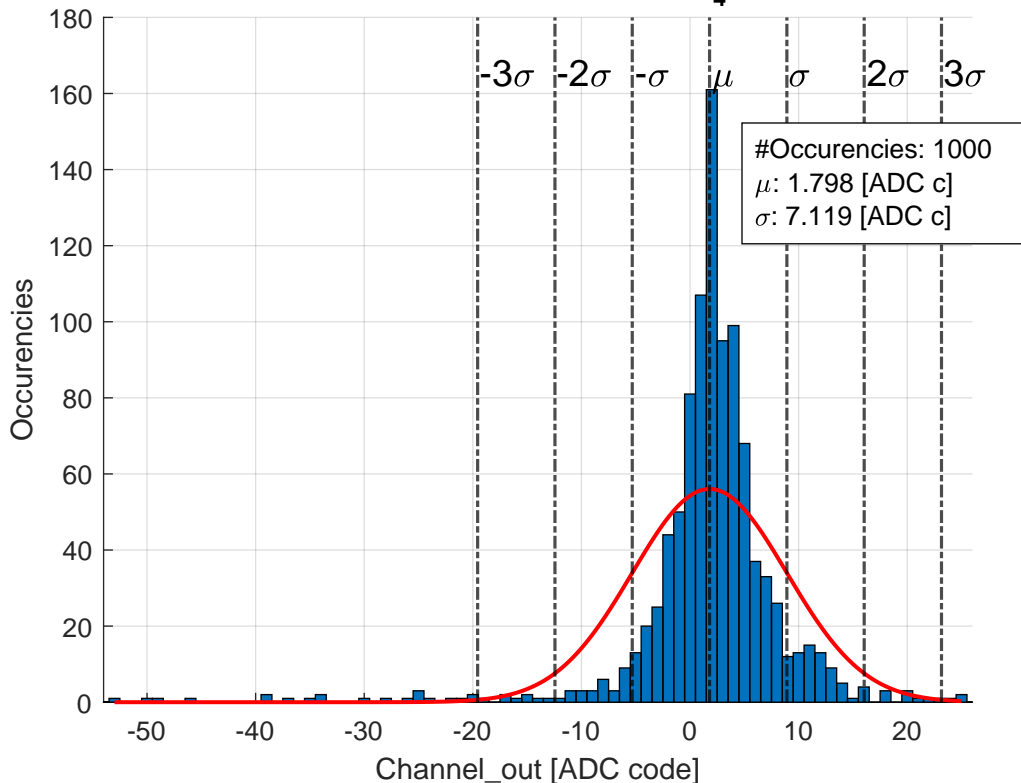 4
180
160
140
120
100
80
60
40
20
0
-3σ -2σ -σ μ σ 2σ 3σ
#Occurencies: 1000
μ: 1.798 [ADC c]
σ: 7.119 [ADC c]
Occurencies
-50 -40 -30 -20 -10 0 10 20
Channel_out [ADC code]